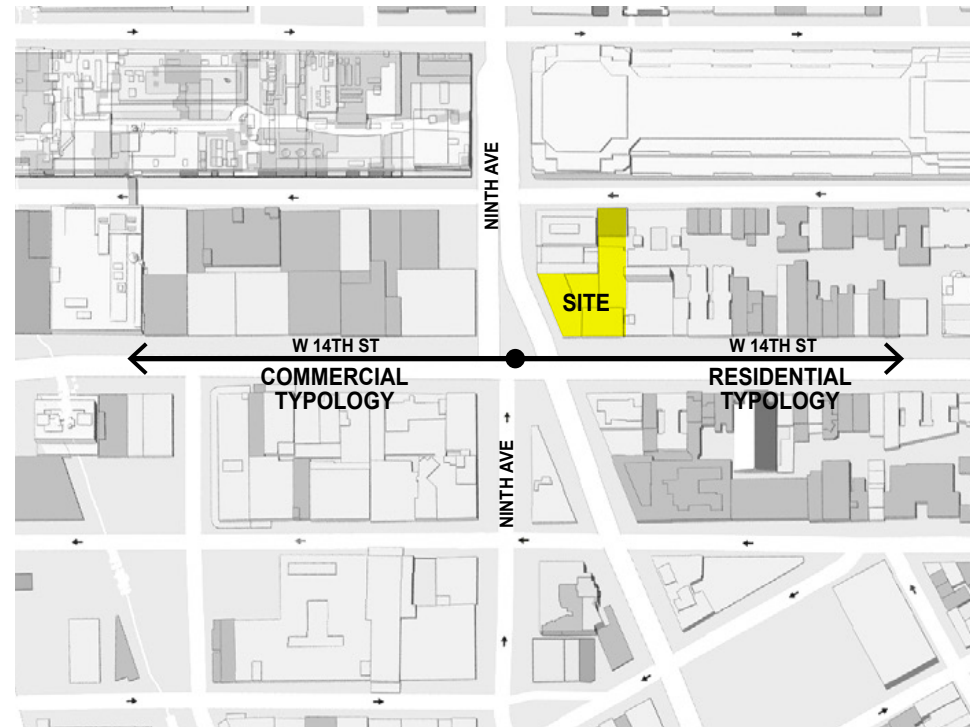 NINTH AVE
SITE
W 14TH ST
W 14TH ST
COMMERCIAL
TYPOLOGY
RESIDENTIAL
TYPOLOGY
NINTH AVE